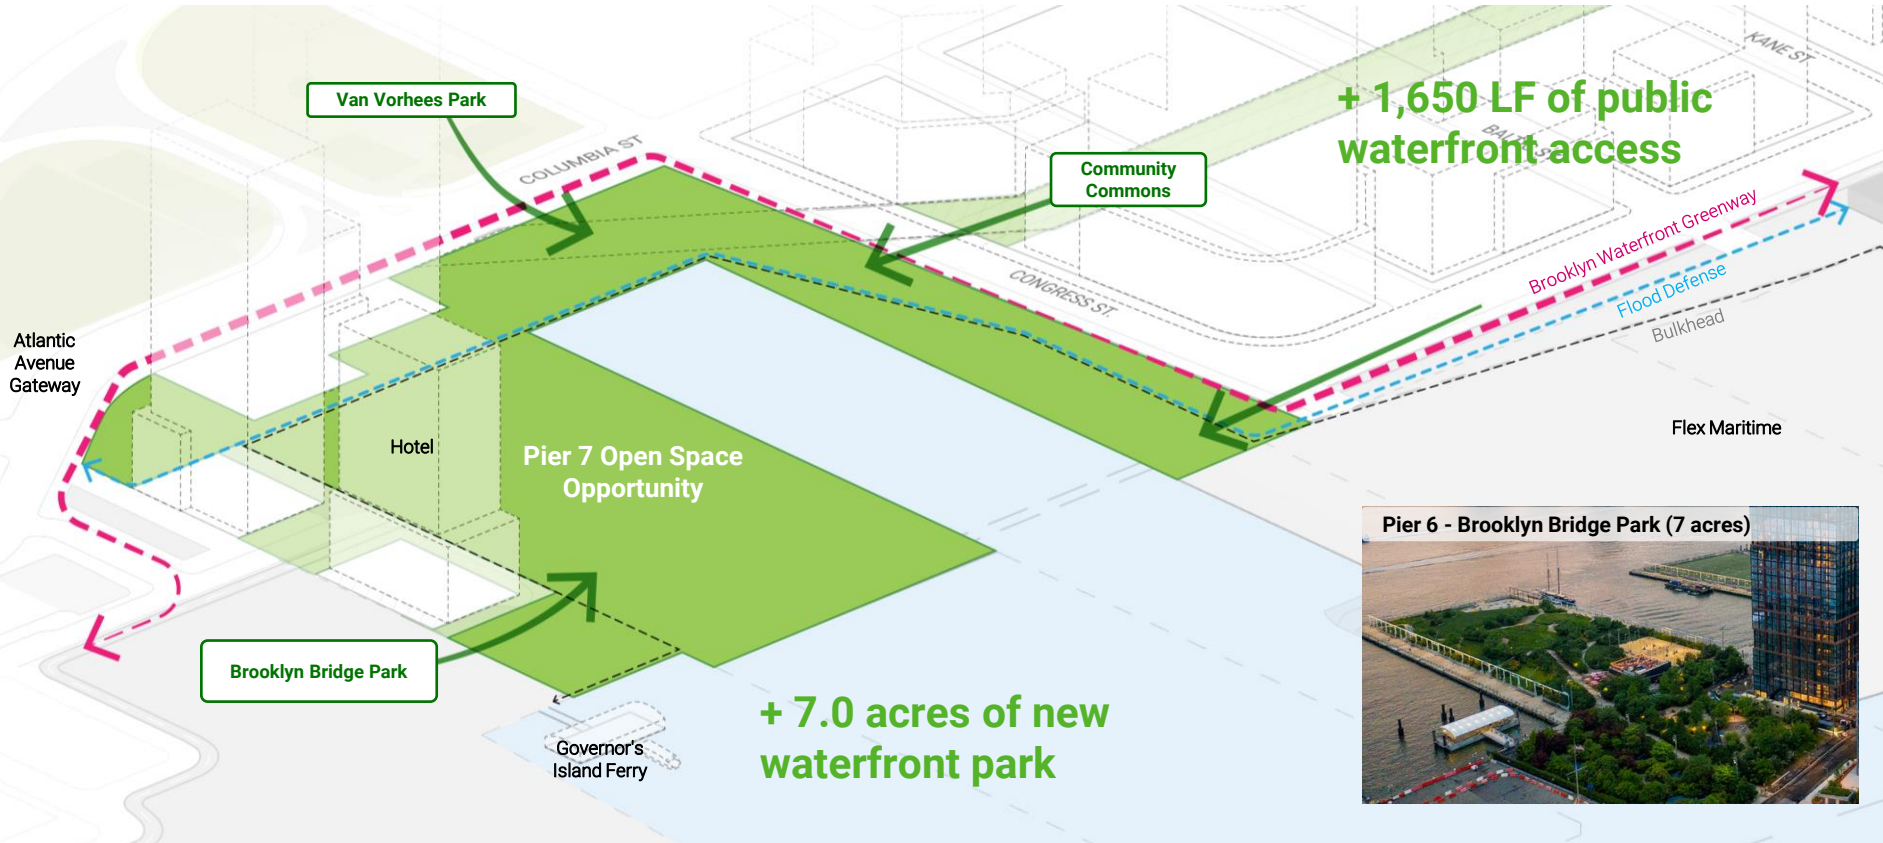 KANE ST
+ 1,650 LF of public
waterfront access
Van Vorhees Park
COLUMBIA ST
Community
Commons
Brooklyn Waterfront Greenway
Flood Defense
Bulkhead
CONGRESS ST.
Atlantic
Avenue
Gateway
Hotel
Pier 7 Open Space
Opportunity
Flex Maritime
Pier 6 - Brooklyn Bridge Park (7 acres)
Brooklyn Bridge Park
+ 7.0 acres of new
waterfront park
Governor's
Island Ferry